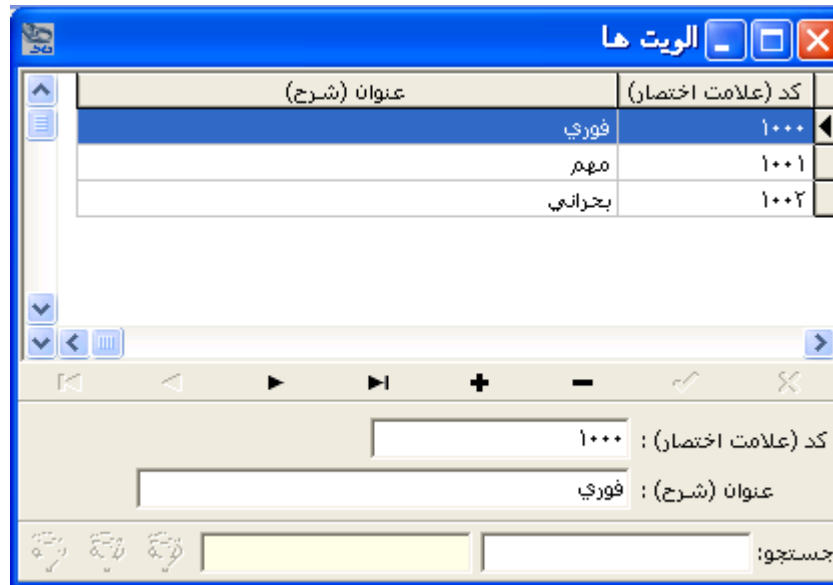 الويت ها
کد (علامت اختصار) عنوان (شرح)
۱۰۰۰ فوري
۱۰۰۱ مهم
۱۰۰۲ بحراني
کد (علامت اختصار) : ۱۰۰۰
عنوان (شرح) : فوري
جستجو: